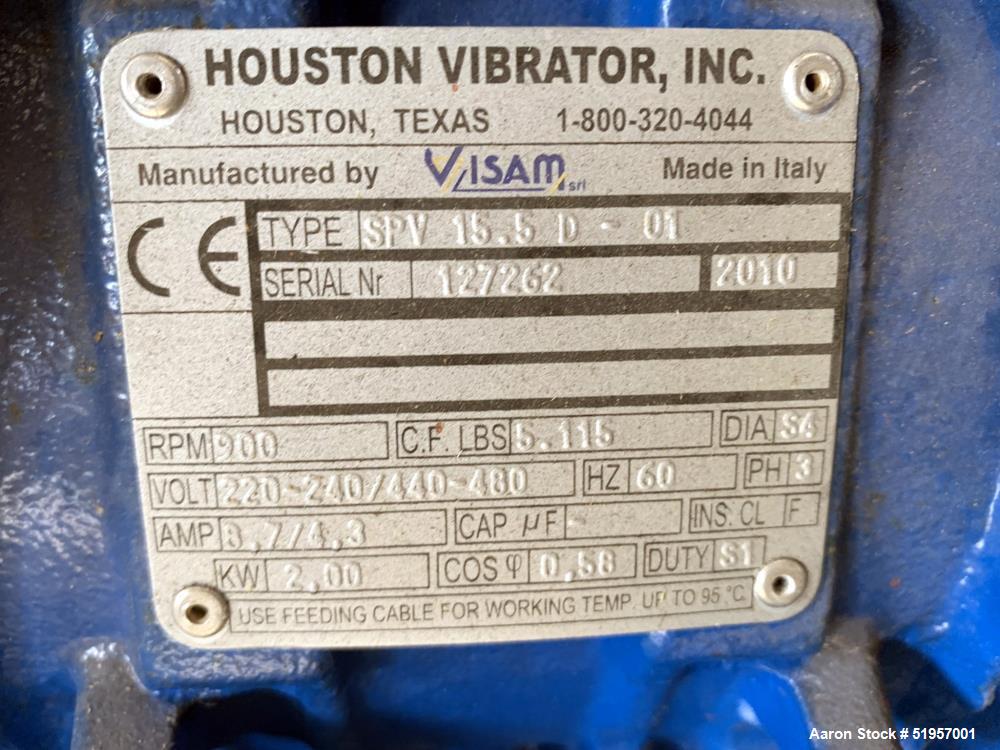 HOUSTON VIBRATOR, INC.
HOUSTON, TEXAS 1-800-320-4044
Manufactured by VISAM srl Made in Italy
CE TYPE SPV 15.5 D - 01
SERIAL Nr 127262 2010
RPM 900 C.F. LBS 5.115 DIA. S4
VOLT 220-240/440-480 HZ 60 PH 3
AMP 8,7/4,3 CAP µF - INS. CL F
KW 2,00 COS φ 0,58 DUTY S1
USE FEEDING CABLE FOR WORKING TEMP. UP TO 95 °C
Aaron Stock # 51957001